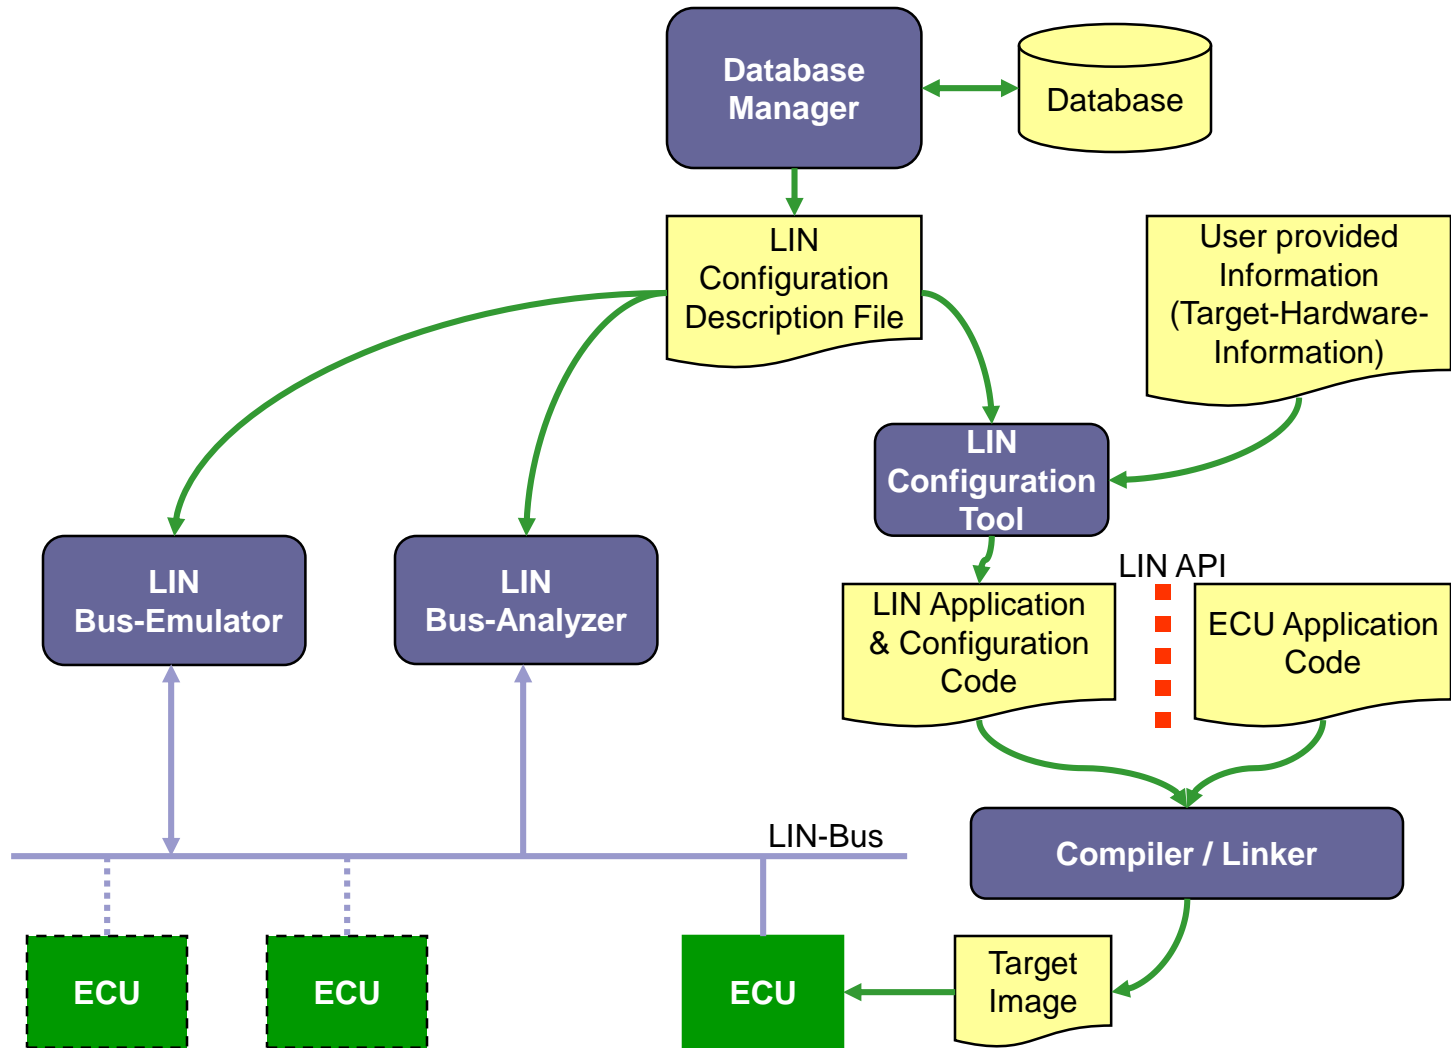 Database
Manager
Database
LIN
Configuration
Description File
User provided
Information
(Target-Hardware-
Information)
LIN
Configuration
Tool
LIN
Bus-Emulator
LIN
Bus-Analyzer
LIN API
LIN Application
& Configuration
Code
ECU Application
Code
LIN-Bus
Compiler / Linker
ECU
ECU
ECU
Target
Image